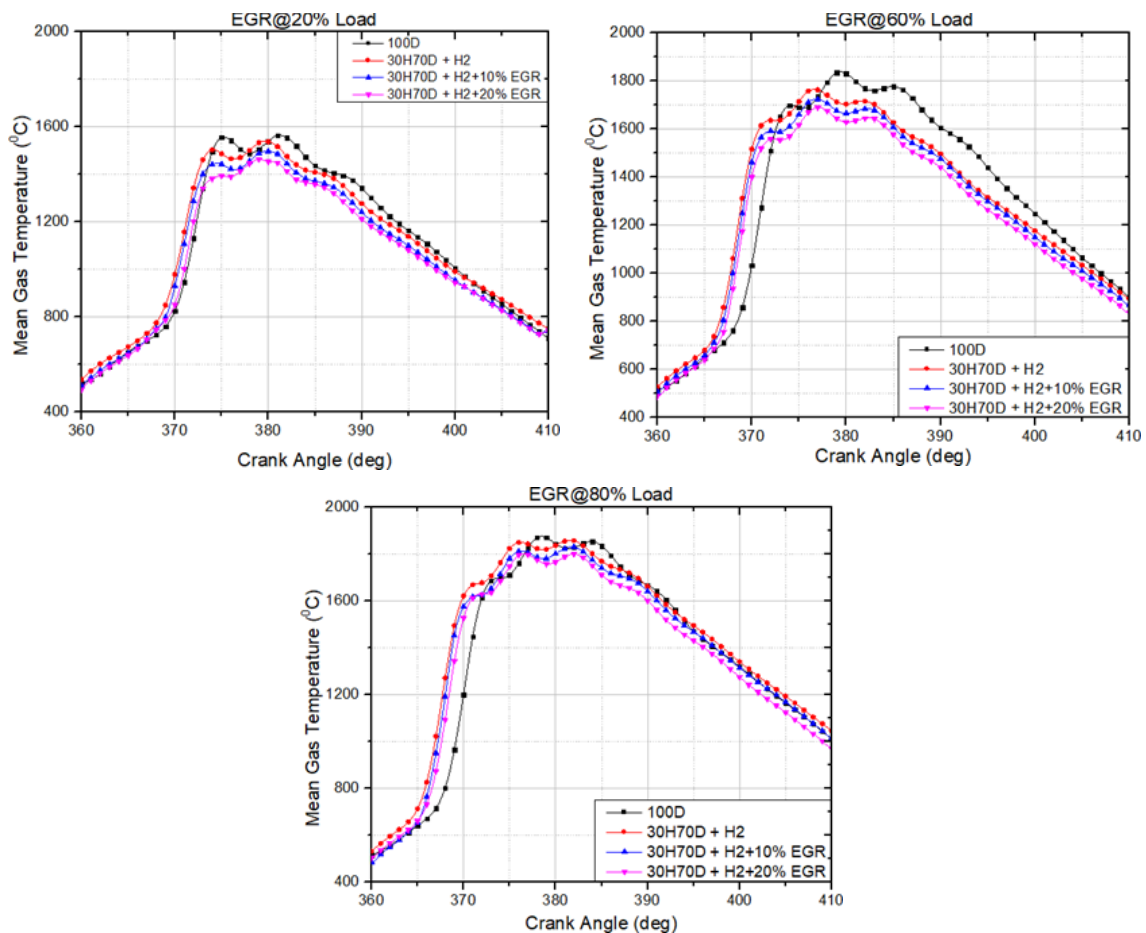 EGR@20% Load
2000
1600
1200
800
400
Mean Gas Temperature (⁰C)
100D
30H70D + H2
30H70D + H2+10% EGR
30H70D + H2+20% EGR
360 370 380 390 400 410
Crank Angle (deg)
EGR@60% Load
2000
1800
1600
1400
1200
1000
800
600
400
Mean Gas Temperature (⁰C)
100D
30H70D + H2
30H70D + H2+10% EGR
30H70D + H2+20% EGR
360 370 380 390 400 410
Crank Angle (deg)
EGR@80% Load
2000
1600
1200
800
400
Mean Gas Temperature (⁰C)
100D
30H70D + H2
30H70D + H2+10% EGR
30H70D + H2+20% EGR
360 370 380 390 400 410
Crank Angle (deg)